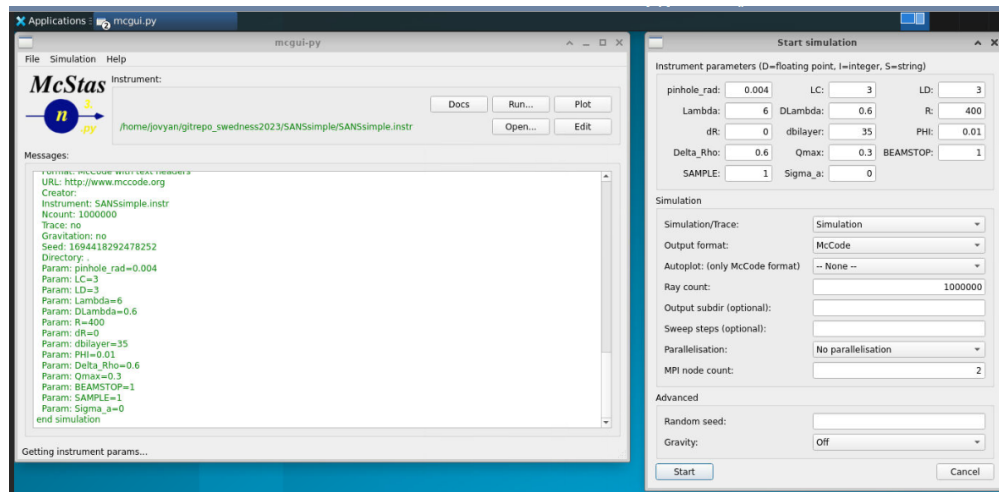 Applications
2
mcgui.py
mcgui-py
File Simulation Help
McStas
3.
n
.py
Instrument:
Docs Run... Plot
/home/jovyan/gitrepo_swedness2023/SANSsimple/SANSsimple.instr
Open... Edit
Messages:
Format: McCode with text headers
URL: http://www.mccode.org
Creator:
Instrument: SANSsimple.instr
Ncount: 1000000
Trace: no
Gravitation: no
Seed: 1694418292478252
Directory: .
Param: pinhole_rad=0.004
Param: LC=3
Param: LD=3
Param: Lambda=6
Param: DLambda=0.6
Param: R=400
Param: dR=0
Param: dbilayer=35
Param: PHI=0.01
Param: Delta_Rho=0.6
Param: Qmax=0.3
Param: BEAMSTOP=1
Param: SAMPLE=1
Param: Sigma_a=0
end simulation
Getting instrument params...
Start simulation
Instrument parameters (D=floating point, I=integer, S=string)
pinhole_rad: 0.004 LC: 3 LD: 3
Lambda: 6 DLambda: 0.6 R: 400
dR: 0 dbilayer: 35 PHI: 0.01
Delta_Rho: 0.6 Qmax: 0.3 BEAMSTOP: 1
SAMPLE: 1 Sigma_a: 0
Simulation
Simulation/Trace: Simulation
Output format: McCode
Autoplot: (only McCode format) -- None --
Ray count: 1000000
Output subdir (optional):
Sweep steps (optional):
Parallelisation: No parallelisation
MPI node count: 2
Advanced
Random seed:
Gravity: Off
Start Cancel